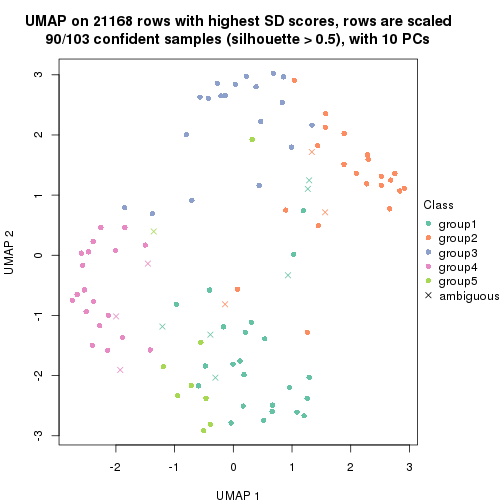 UMAP on 21168 rows with highest SD scores, rows are scaled
90/103 confident samples (silhouette > 0.5), with 10 PCs
3
2
1
0
-1
-2
-3
UMAP 2
-2
-1
0
1
2
3
UMAP 1
Class
group1
group2
group3
group4
group5
ambiguous